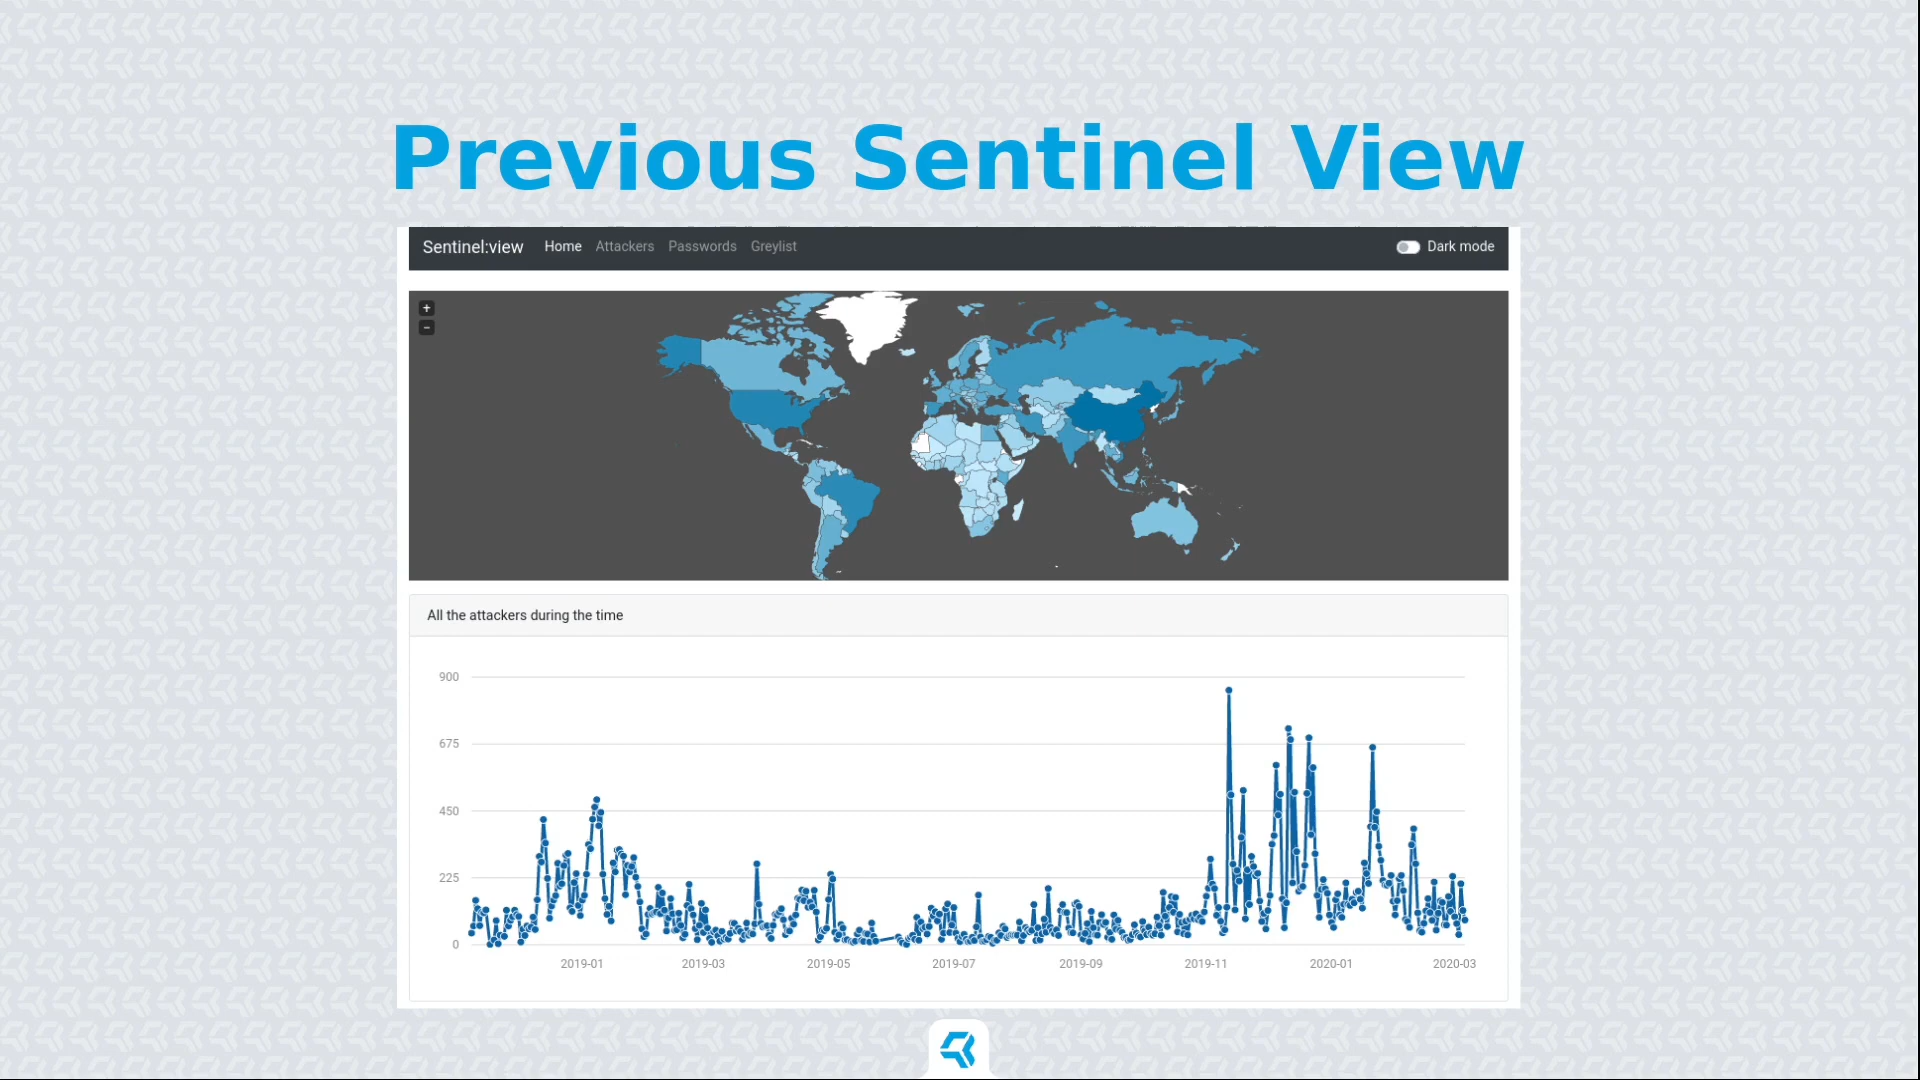 Previous Sentinel View
Sentinel:view Home Attackers Passwords Greylist Dark mode
+
−
All the attackers during the time
900
675
450
225
0
2019-01 2019-03 2019-05 2019-07 2019-09 2019-11 2020-01 2020-03